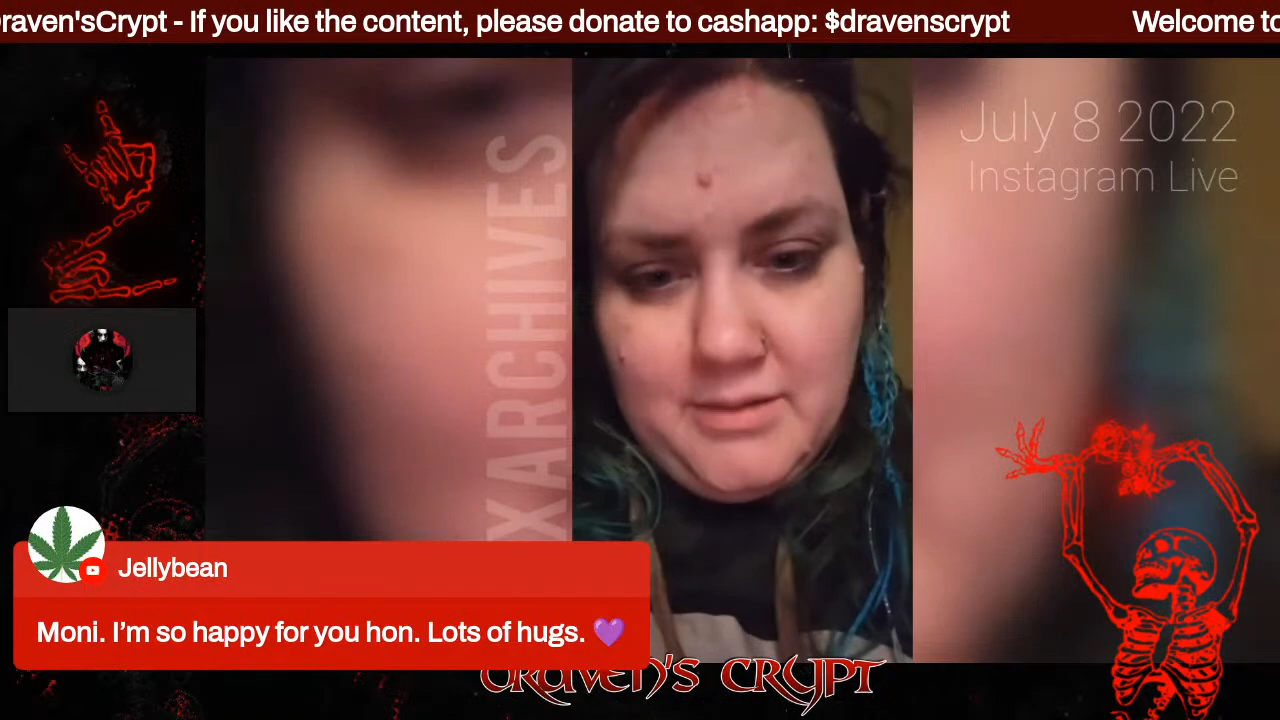 raven'sCrypt - If you like the content, please donate to cashapp: $dravenscrypt
Welcome to
July 8 2022
Instagram Live
XARCHIVES
Jellybean
Moni. I’m so happy for you hon. Lots of hugs. 💜
DRAVEN'S CRYPT